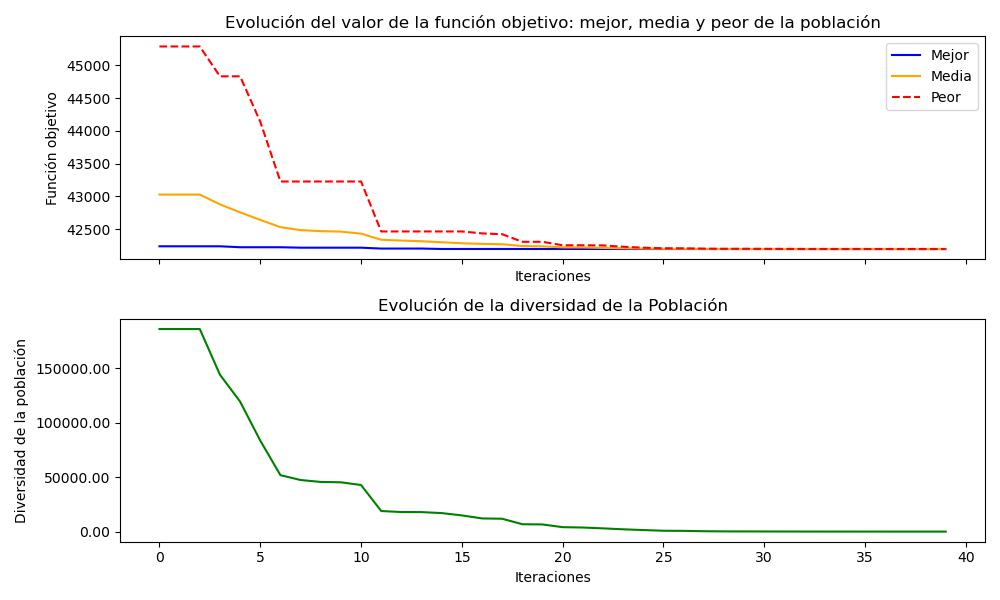 Evolución del valor de la función objetivo: mejor, media y peor de la población
Función objetivo
45000
44500
44000
43500
43000
42500
Mejor
Media
Peor
Iteraciones
Evolución de la diversidad de la Población
Diversidad de la población
150000.00
100000.00
50000.00
0.00
0 5 10 15 20 25 30 35 40
Iteraciones